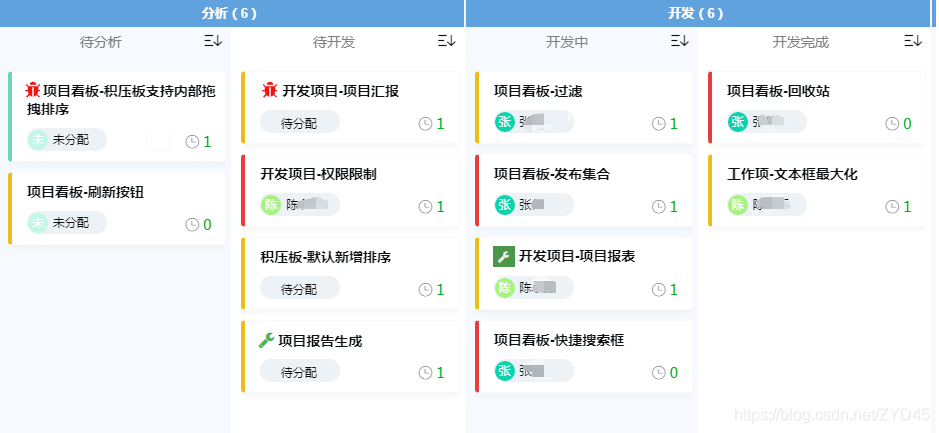 分析（6）
开发（6）
待分析
待开发
开发中
开发完成
项目看板-积压板支持内部拖
拽排序
未 未分配
1
项目看板-刷新按钮
未 未分配
0
开发项目-项目汇报
待分配
1
开发项目-权限限制
陈 陈
1
积压板-默认新增排序
待分配
1
项目报告生成
待分配
1
项目看板-过滤
张 张
1
项目看板-发布集合
张 张
1
开发项目-项目报表
陈 陈
1
项目看板-快捷搜索框
张 张
0
项目看板-回收站
张 张
0
工作项-文本框最大化
陈 陈
1
https://blog.csdn.net/ZYD45